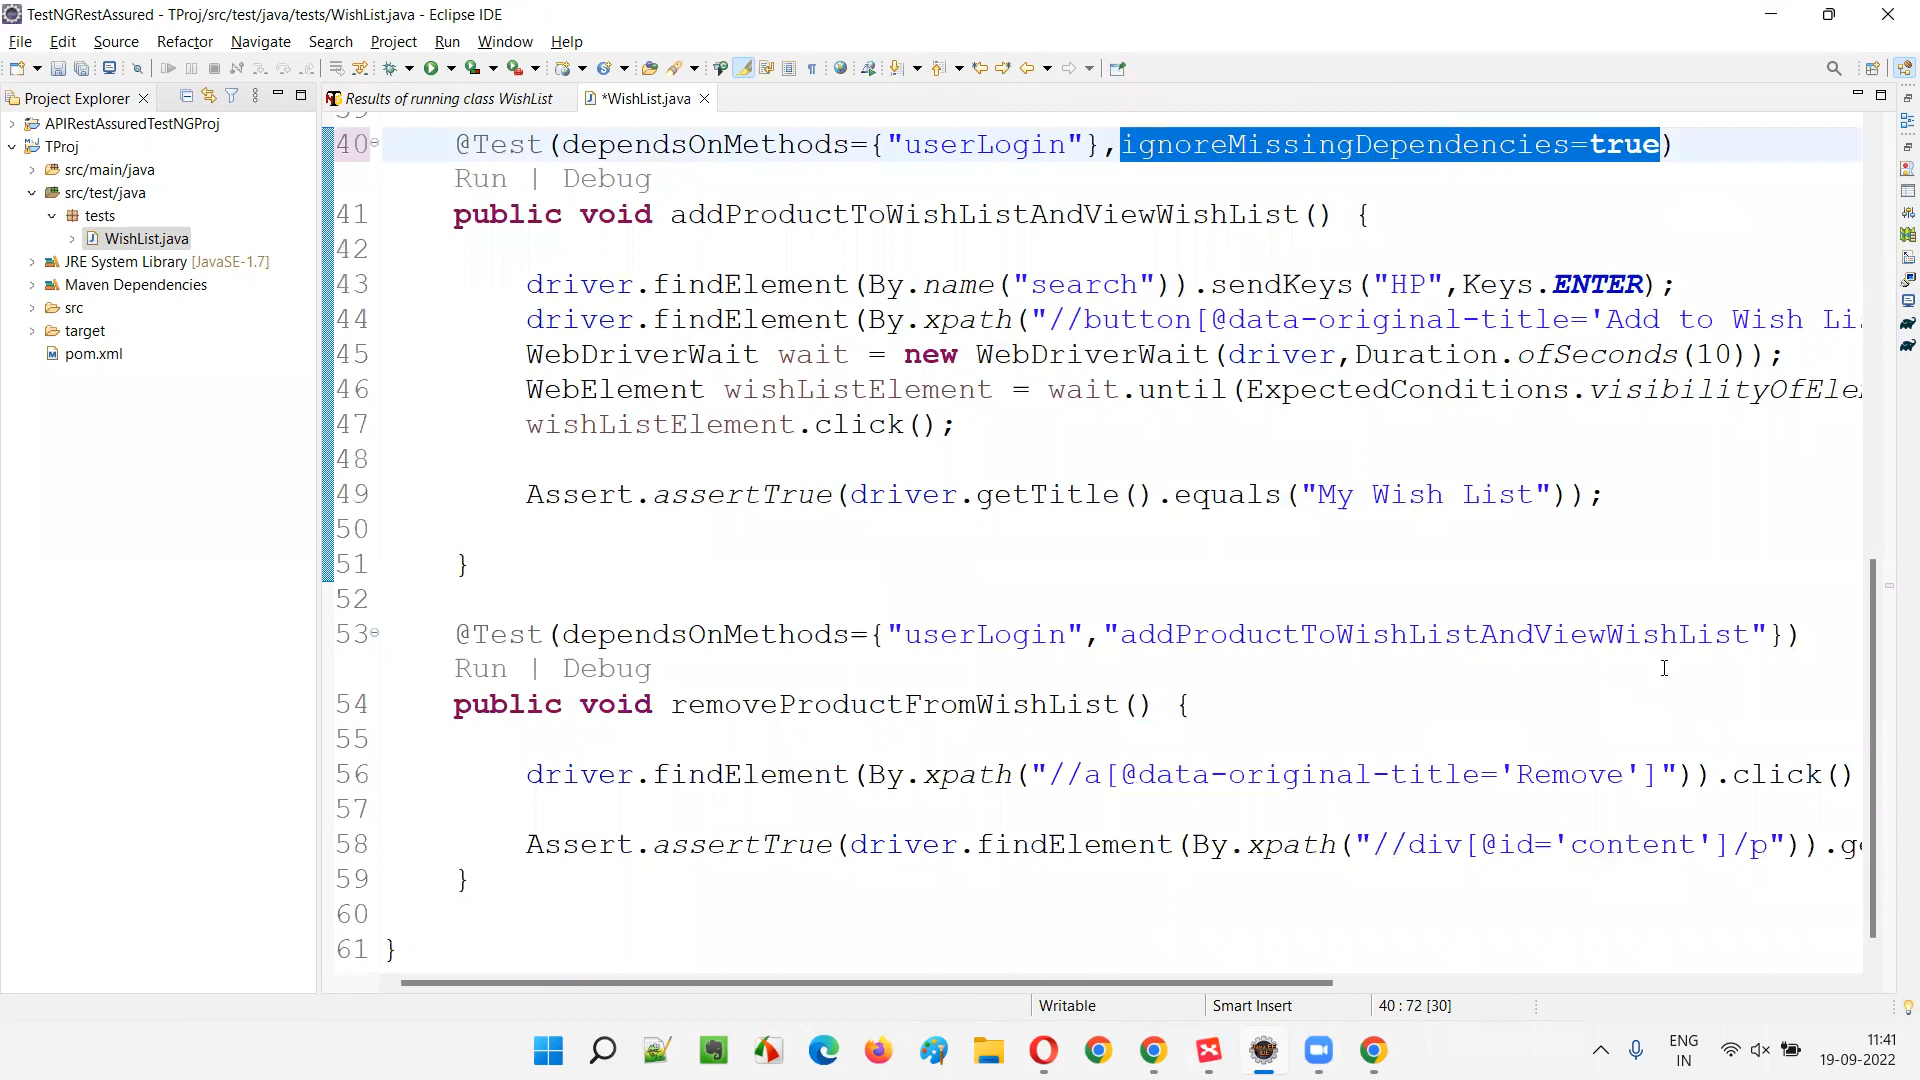 TestNGRestAssured - TProj/src/test/java/tests/WishList.java - Eclipse IDE
File Edit Source Refactor Navigate Search Project Run Window Help
Project Explorer
Results of running class WishList
*WishList.java
APIRestAssuredTestNGProj
TProj
src/main/java
src/test/java
tests
WishList.java
JRE System Library [JavaSE-1.7]
Maven Dependencies
src
target
pom.xml
40 @Test(dependsOnMethods={"userLogin"},ignoreMissingDependencies=true)
Run | Debug
41 public void addProductToWishListAndViewWishList() {
42
43 driver.findElement(By.name("search")).sendKeys("HP",Keys.ENTER);
44 driver.findElement(By.xpath("//button[@data-original-title='Add to Wish Li
45 WebDriverWait wait = new WebDriverWait(driver,Duration.ofSeconds(10));
46 WebElement wishListElement = wait.until(ExpectedConditions.visibilityOfEle
47 wishListElement.click();
48
49 Assert.assertTrue(driver.getTitle().equals("My Wish List"));
50
51 }
52
53 @Test(dependsOnMethods={"userLogin","addProductToWishListAndViewWishList"})
Run | Debug
54 public void removeProductFromWishList() {
55
56 driver.findElement(By.xpath("//a[@data-original-title='Remove']")).click()
57
58 Assert.assertTrue(driver.findElement(By.xpath("//div[@id='content']/p")).g
59 }
60
61 }
Writable
Smart Insert
40 : 72 [30]
ENG
IN
11:41
19-09-2022